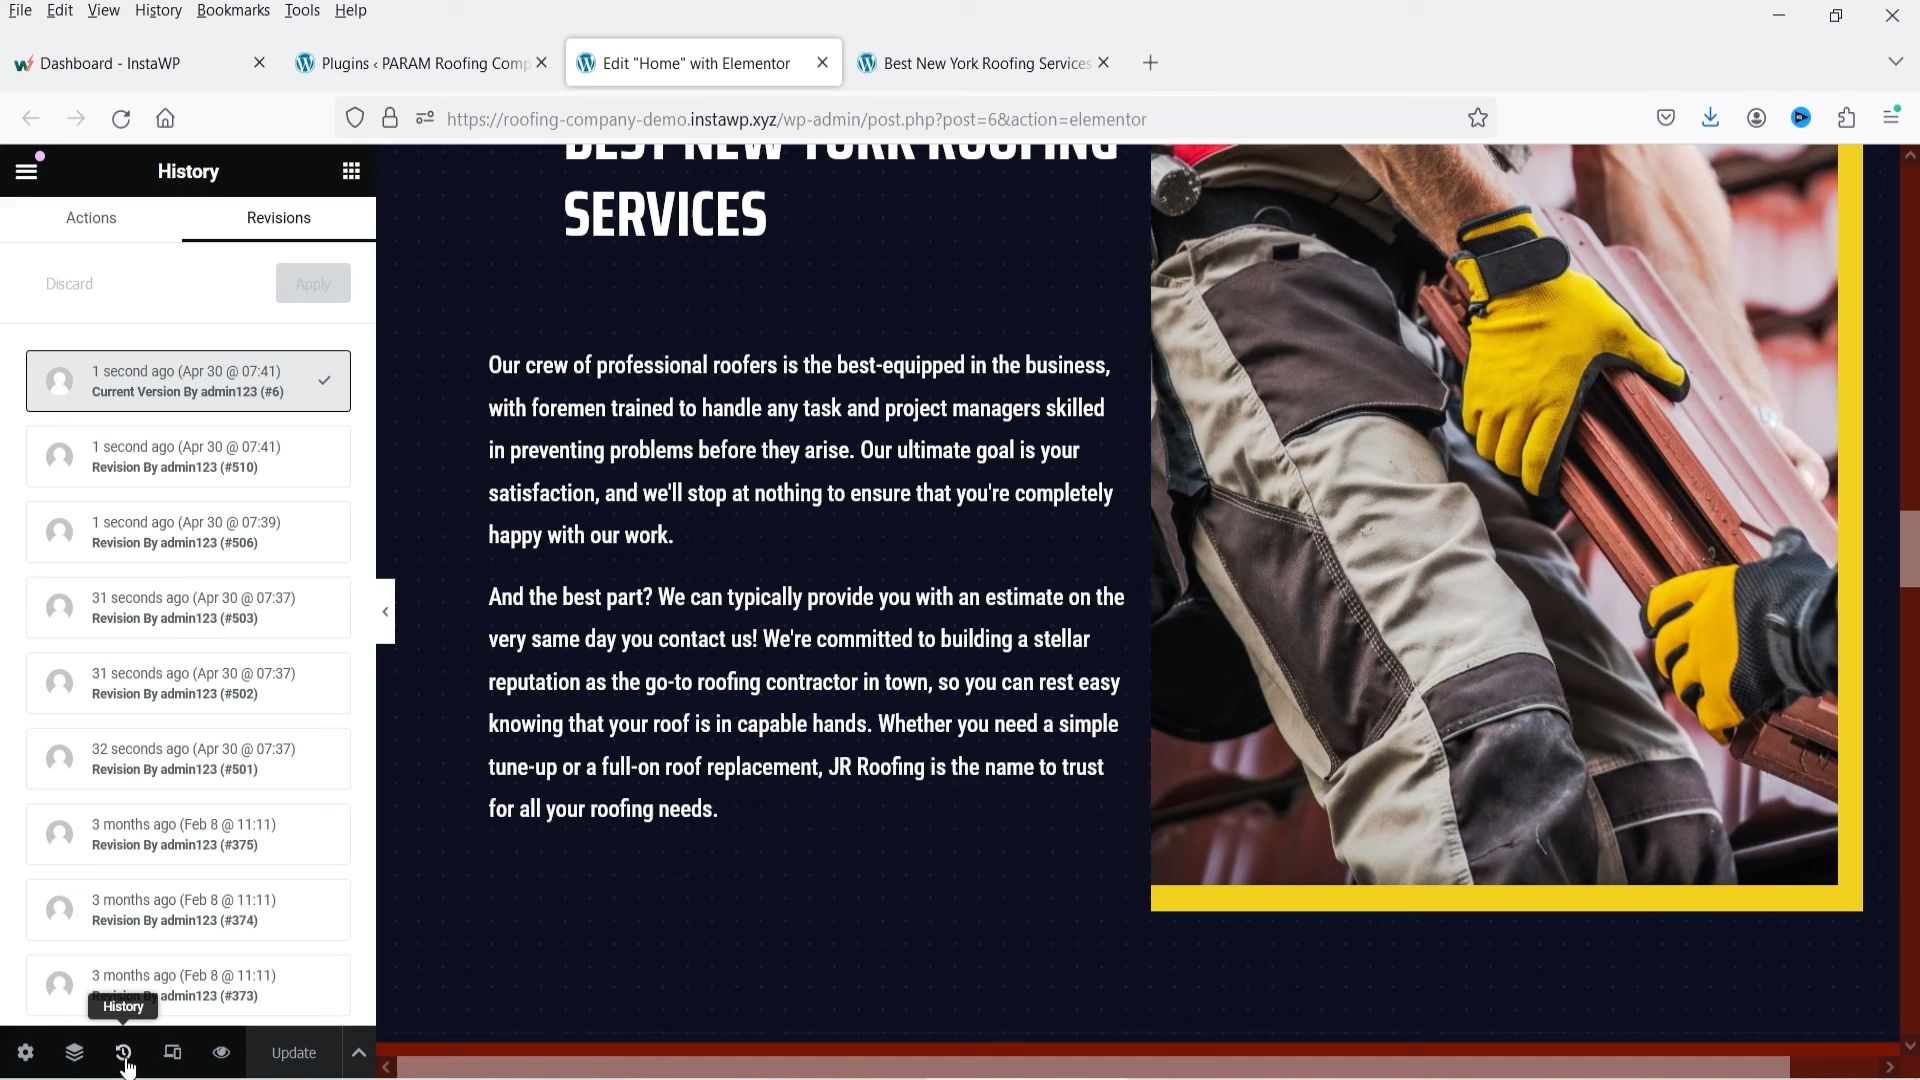 File Edit View History Bookmarks Tools Help
Dashboard - InstaWP
Plugins ‹ PARAM Roofing Comp
Edit "Home" with Elementor
Best New York Roofing Services
https://roofing-company-demo.instawp.xyz/wp-admin/post.php?post=6&action=elementor
History
Actions
Revisions
Discard
Apply
1 second ago (Apr 30 @ 07:41)
Current Version By admin123 (#6)
1 second ago (Apr 30 @ 07:41)
Revision By admin123 (#510)
1 second ago (Apr 30 @ 07:39)
Revision By admin123 (#506)
31 seconds ago (Apr 30 @ 07:37)
Revision By admin123 (#503)
31 seconds ago (Apr 30 @ 07:37)
Revision By admin123 (#502)
32 seconds ago (Apr 30 @ 07:37)
Revision By admin123 (#501)
3 months ago (Feb 8 @ 11:11)
Revision By admin123 (#375)
3 months ago (Feb 8 @ 11:11)
Revision By admin123 (#374)
3 months ago (Feb 8 @ 11:11)
Revision By admin123 (#373)
History
Update
BEST NEW YORK ROOFING
SERVICES
Our crew of professional roofers is the best-equipped in the business,
with foremen trained to handle any task and project managers skilled
in preventing problems before they arise. Our ultimate goal is your
satisfaction, and we'll stop at nothing to ensure that you're completely
happy with our work.
And the best part? We can typically provide you with an estimate on the
very same day you contact us! We're committed to building a stellar
reputation as the go-to roofing contractor in town, so you can rest easy
knowing that your roof is in capable hands. Whether you need a simple
tune-up or a full-on roof replacement, JR Roofing is the name to trust
for all your roofing needs.